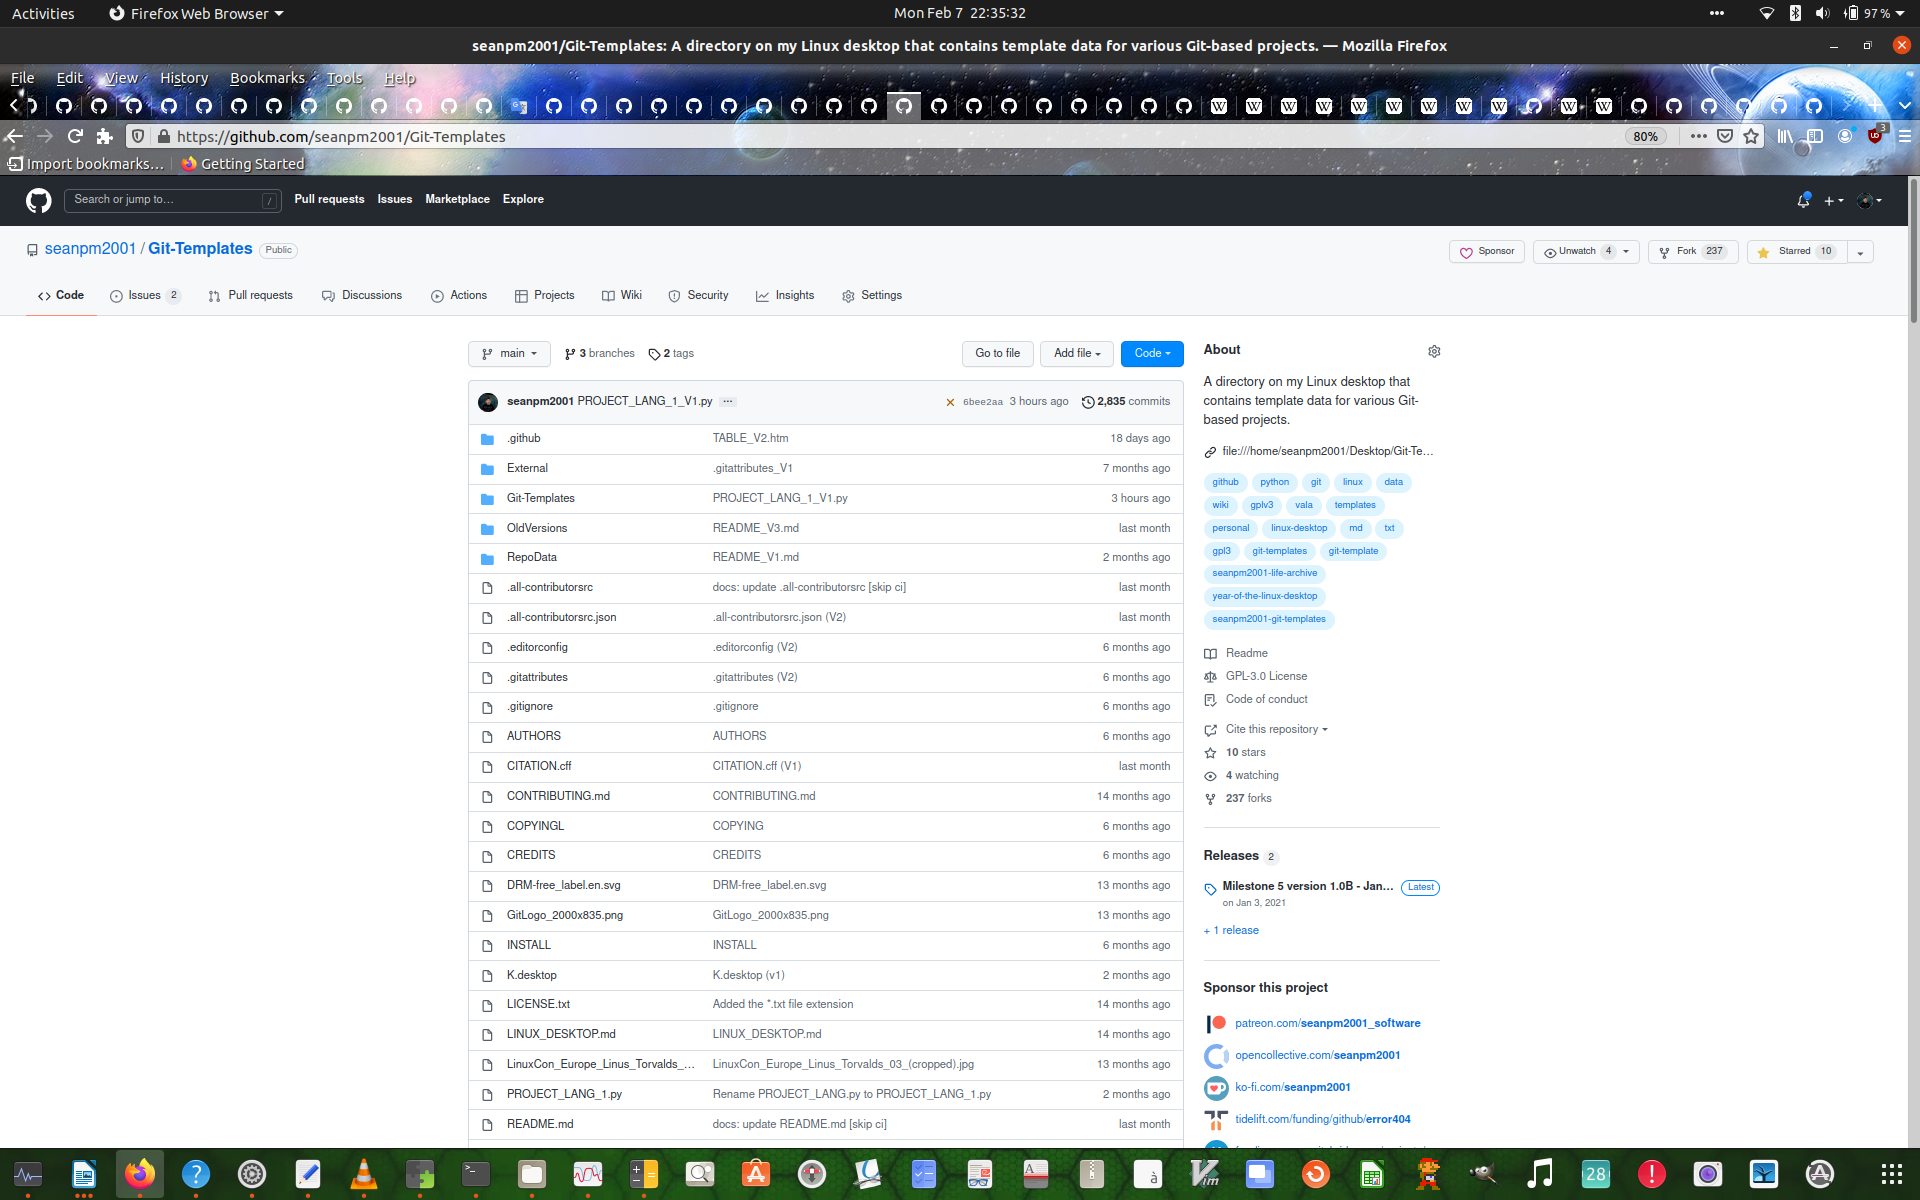 Activities
Firefox Web Browser
Mon Feb 7 22:35:32
97 %
seanpm2001/Git-Templates: A directory on my Linux desktop that contains template data for various Git-based projects. — Mozilla Firefox
File Edit View History Bookmarks Tools Help
https://github.com/seanpm2001/Git-Templates
80%
3
Import bookmarks…
Getting Started
Search or jump to…
/
Pull requests Issues Marketplace Explore
seanpm2001 / Git-Templates Public
Sponsor
Unwatch 4
Fork 237
Starred 10
Code
Issues 2
Pull requests
Discussions
Actions
Projects
Wiki
Security
Insights
Settings
main
3 branches
2 tags
Go to file
Add file
Code
seanpm2001 PROJECT_LANG_1_V1.py ...
6bee2aa 3 hours ago
2,835 commits
.github TABLE_V2.htm 18 days ago
External .gitattributes_V1 7 months ago
Git-Templates PROJECT_LANG_1_V1.py 3 hours ago
OldVersions README_V3.md last month
RepoData README_V1.md 2 months ago
.all-contributorsrc docs: update .all-contributorsrc [skip ci] last month
.all-contributorsrc.json .all-contributorsrc.json (V2) last month
.editorconfig .editorconfig (V2) 6 months ago
.gitattributes .gitattributes (V2) 6 months ago
.gitignore .gitignore 6 months ago
AUTHORS AUTHORS 6 months ago
CITATION.cff CITATION.cff (V1) last month
CONTRIBUTING.md CONTRIBUTING.md 14 months ago
COPYINGL COPYING 6 months ago
CREDITS CREDITS 6 months ago
DRM-free_label.en.svg DRM-free_label.en.svg 13 months ago
GitLogo_2000x835.png GitLogo_2000x835.png 13 months ago
INSTALL INSTALL 6 months ago
K.desktop K.desktop (v1) 2 months ago
LICENSE.txt Added the *.txt file extension 14 months ago
LINUX_DESKTOP.md LINUX_DESKTOP.md 14 months ago
LinuxCon_Europe_Linus_Torvalds_... LinuxCon_Europe_Linus_Torvalds_03_(cropped).jpg 13 months ago
PROJECT_LANG_1.py Rename PROJECT_LANG.py to PROJECT_LANG_1.py 2 months ago
README.md docs: update README.md [skip ci] last month
About
A directory on my Linux desktop that
contains template data for various Git-
based projects.
file:///home/seanpm2001/Desktop/Git-Te...
github python git linux data
wiki gplv3 vala templates
personal linux-desktop md txt
gpl3 git-templates git-template
seanpm2001-life-archive
year-of-the-linux-desktop
seanpm2001-git-templates
Readme
GPL-3.0 License
Code of conduct
Cite this repository
10 stars
4 watching
237 forks
Releases 2
Milestone 5 version 1.0B - Jan... Latest
on Jan 3, 2021
+ 1 release
Sponsor this project
patreon.com/seanpm2001_software
opencollective.com/seanpm2001
ko-fi.com/seanpm2001
tidelift.com/funding/github/error404
28